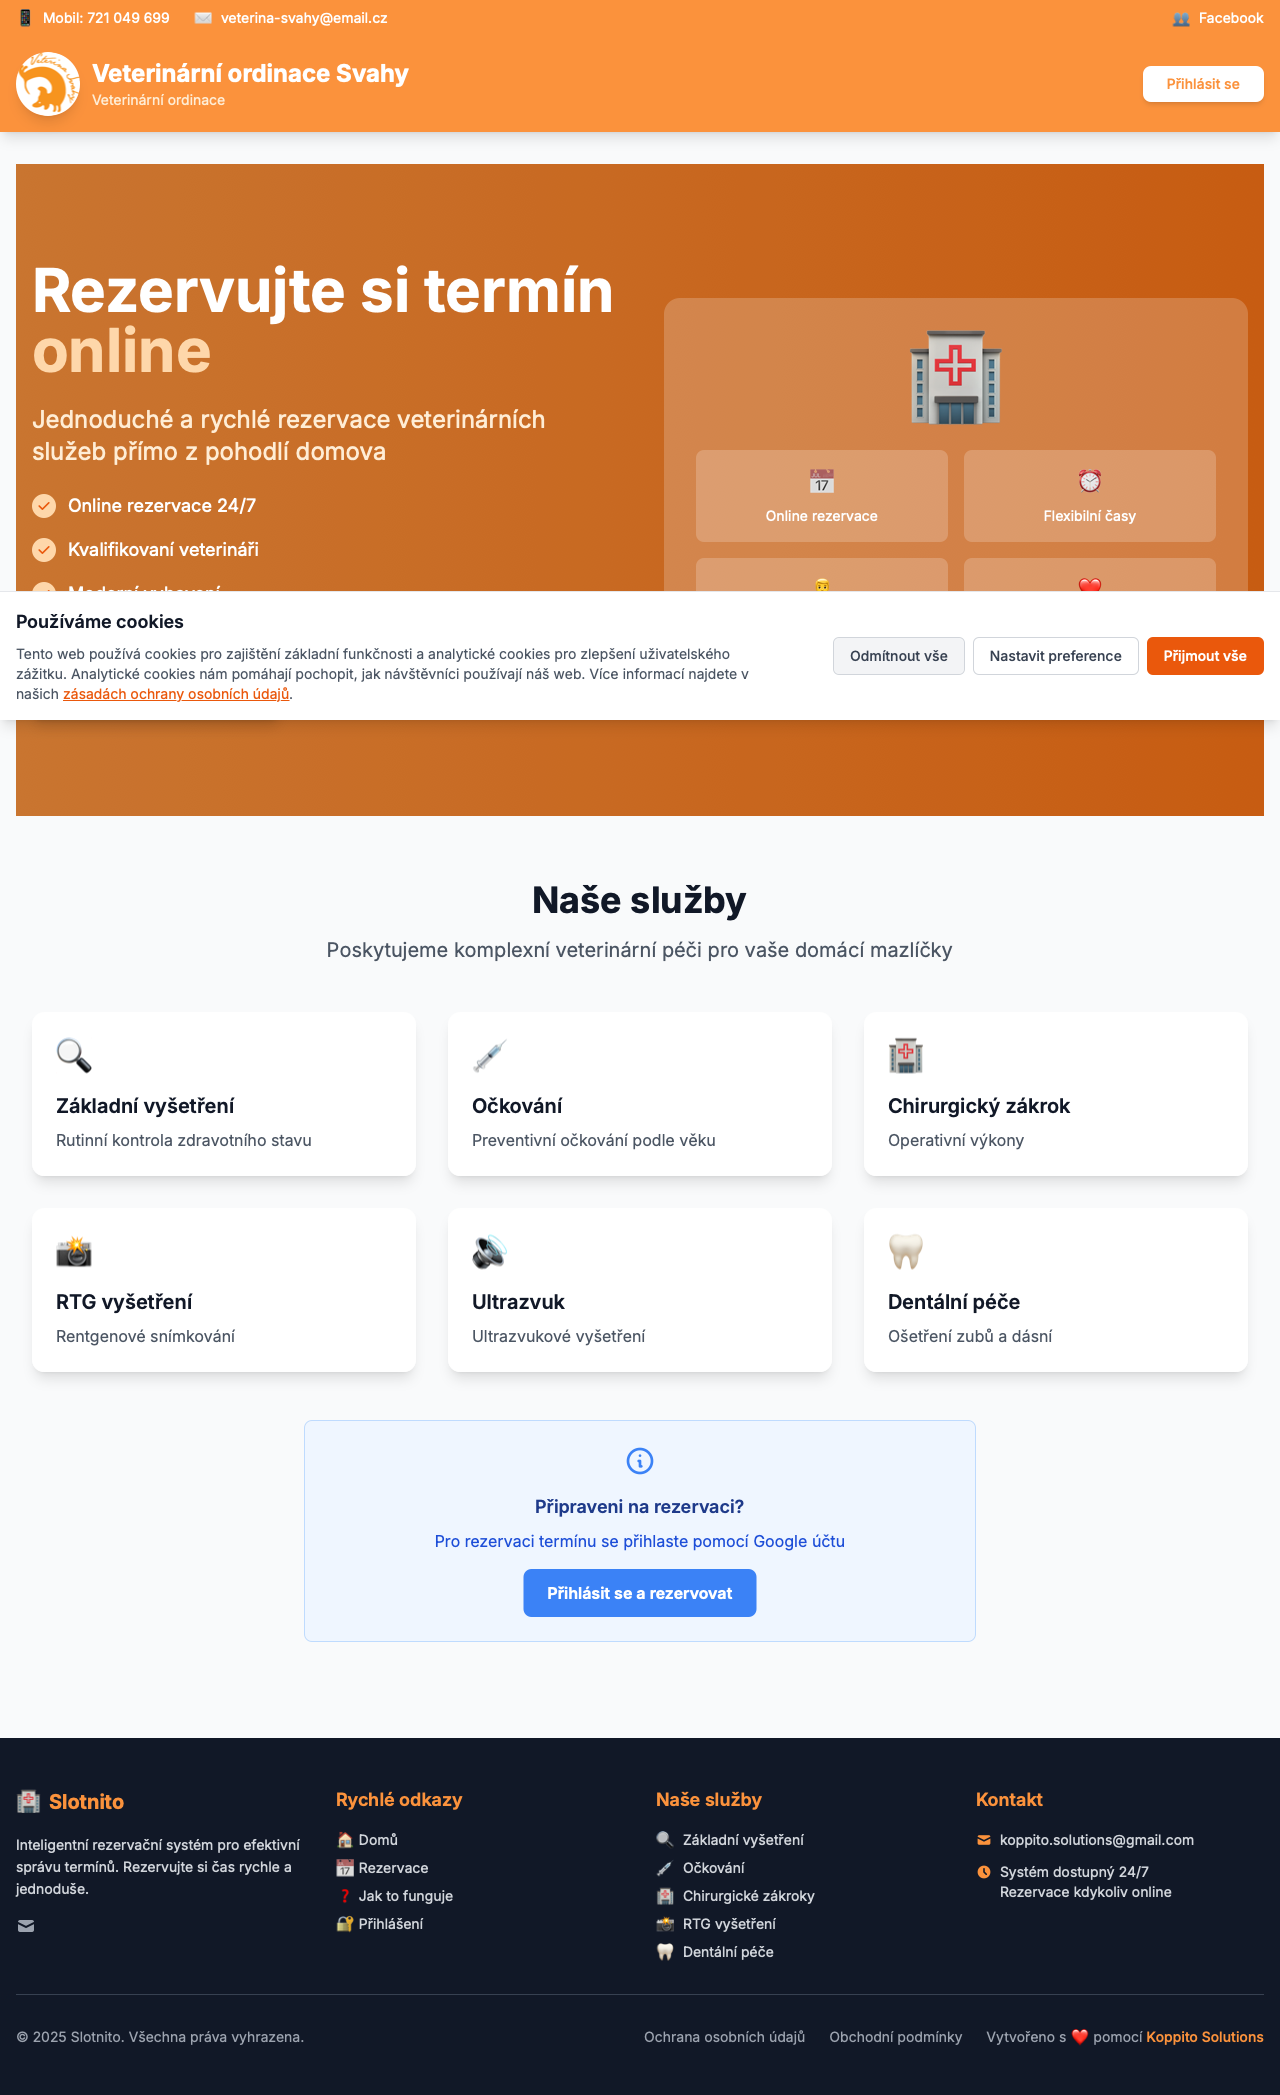 Mobil: 721 049 699
veterina-svahy@email.cz
Facebook
Veterinární ordinace Svahy
Veterinární ordinace
Přihlásit se
Rezervujte si termín
online
Jednoduché a rychlé rezervace veterinárních
služeb přímo z pohodlí domova
Online rezervace 24/7
Kvalifikovaní veterináři
Online rezervace
Flexibilní časy
Používáme cookies
Tento web používá cookies pro zajištění základní funkčnosti a analytické cookies pro zlepšení uživatelského
zážitku. Analytické cookies nám pomáhají pochopit, jak návštěvníci používají náš web. Více informací najdete v
našich zásadách ochrany osobních údajů.
Odmítnout vše
Nastavit preference
Přijmout vše
Naše služby
Poskytujeme komplexní veterinární péči pro vaše domácí mazlíčky
Základní vyšetření
Rutinní kontrola zdravotního stavu
Očkování
Preventivní očkování podle věku
Chirurgický zákrok
Operativní výkony
RTG vyšetření
Rentgenové snímkování
Ultrazvuk
Ultrazvukové vyšetření
Dentální péče
Ošetření zubů a dásní
Připraveni na rezervaci?
Pro rezervaci termínu se přihlaste pomocí Google účtu
Přihlásit se a rezervovat
Slotnito
Inteligentní rezervační systém pro efektivní
správu termínů. Rezervujte si čas rychle a
jednoduše.
Rychlé odkazy
Domů
Rezervace
Jak to funguje
Přihlášení
Naše služby
Základní vyšetření
Očkování
Chirurgické zákroky
RTG vyšetření
Dentální péče
Kontakt
koppito.solutions@gmail.com
Systém dostupný 24/7
Rezervace kdykoliv online
© 2025 Slotnito. Všechna práva vyhrazena.
Ochrana osobních údajů
Obchodní podmínky
Vytvořeno s ❤️ pomocí Koppito Solutions